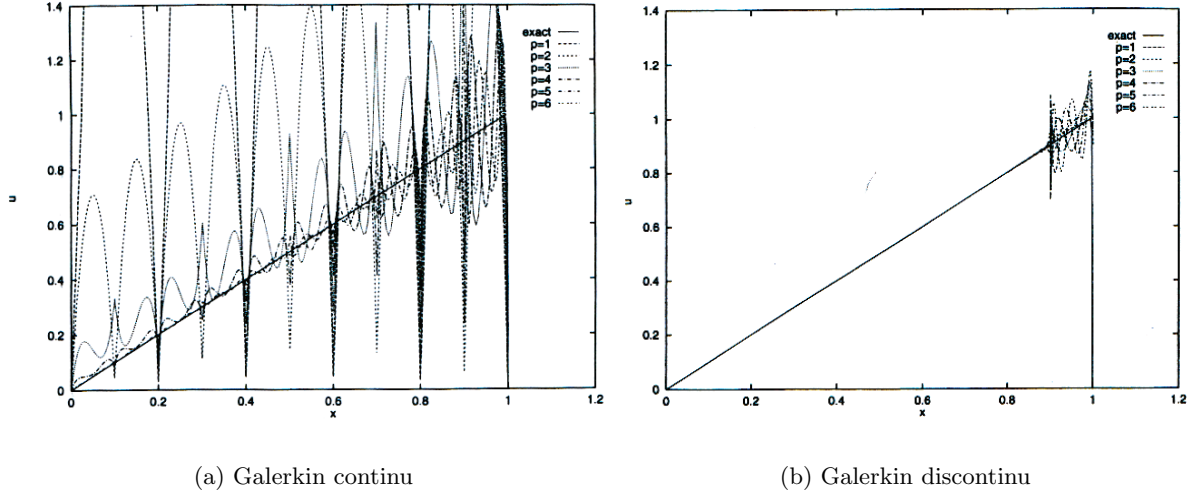 1.4
1.2
1
0.8
0.6
0.4
0.2
0
u
exact
p=1
p=2
p=3
p=4
p=5
p=6
0 0.2 0.4 0.6 0.8 1 1.2
x
1.4
1.2
1
0.8
0.6
0.4
0.2
0
u
exact
p=1
p=2
p=3
p=4
p=5
p=6
0 0.2 0.4 0.6 0.8 1 1.2
x
(a) Galerkin continu
(b) Galerkin discontinu